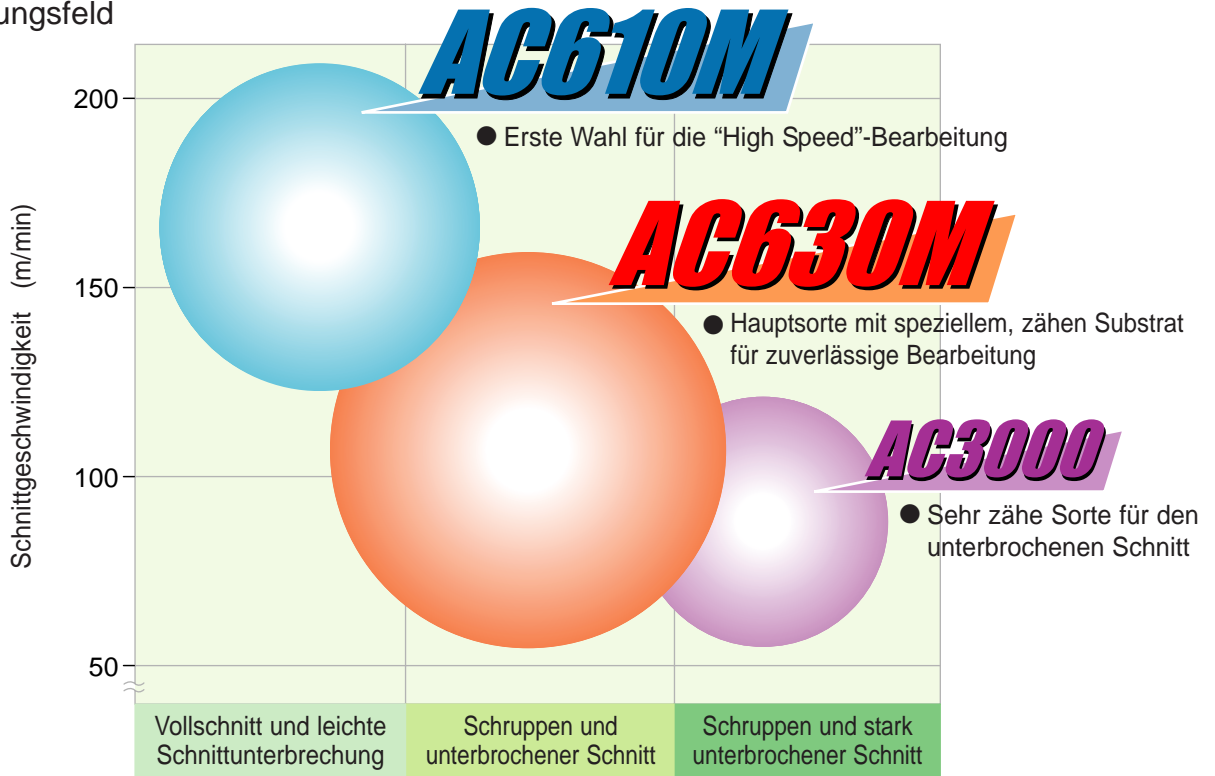 ungsfeld
AC610M
● Erste Wahl für die “High Speed”-Bearbeitung
AC630M
● Hauptsorte mit speziellem, zähen Substrat
für zuverlässige Bearbeitung
AC3000
● Sehr zähe Sorte für den
unterbrochenen Schnitt
Schnittgeschwindigkeit (m/min)
200
150
100
50
Vollschnitt und leichte
Schnittunterbrechung
Schruppen und
unterbrochener Schnitt
Schruppen und stark
unterbrochener Schnitt